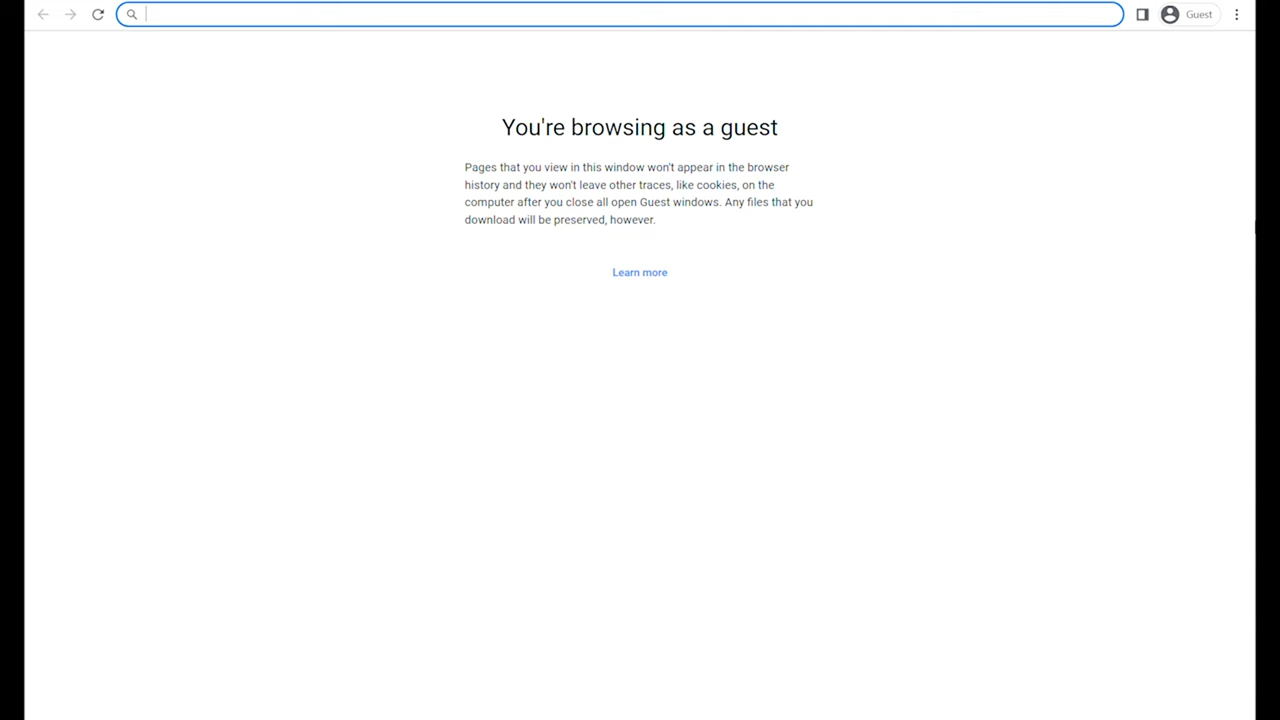 Guest
You're browsing as a guest
Pages that you view in this window won't appear in the browser
history and they won't leave other traces, like cookies, on the
computer after you close all open Guest windows. Any files that you
download will be preserved, however.
Learn more